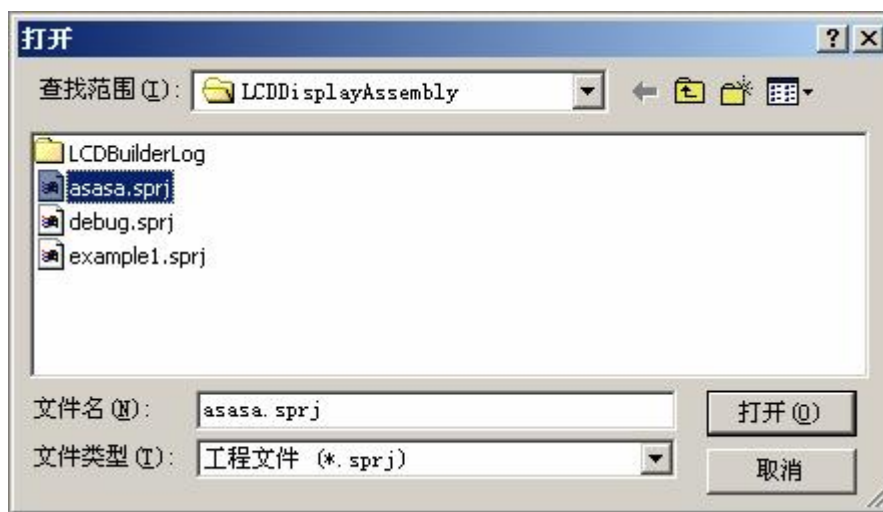 打开
查找范围(I): LCDDisplayAssembly
LCDBuilderLog
asasa.sprj
debug.sprj
example1.sprj
文件名(N): asasa.sprj 打开(O)
文件类型(T): 工程文件 (*.sprj) 取消